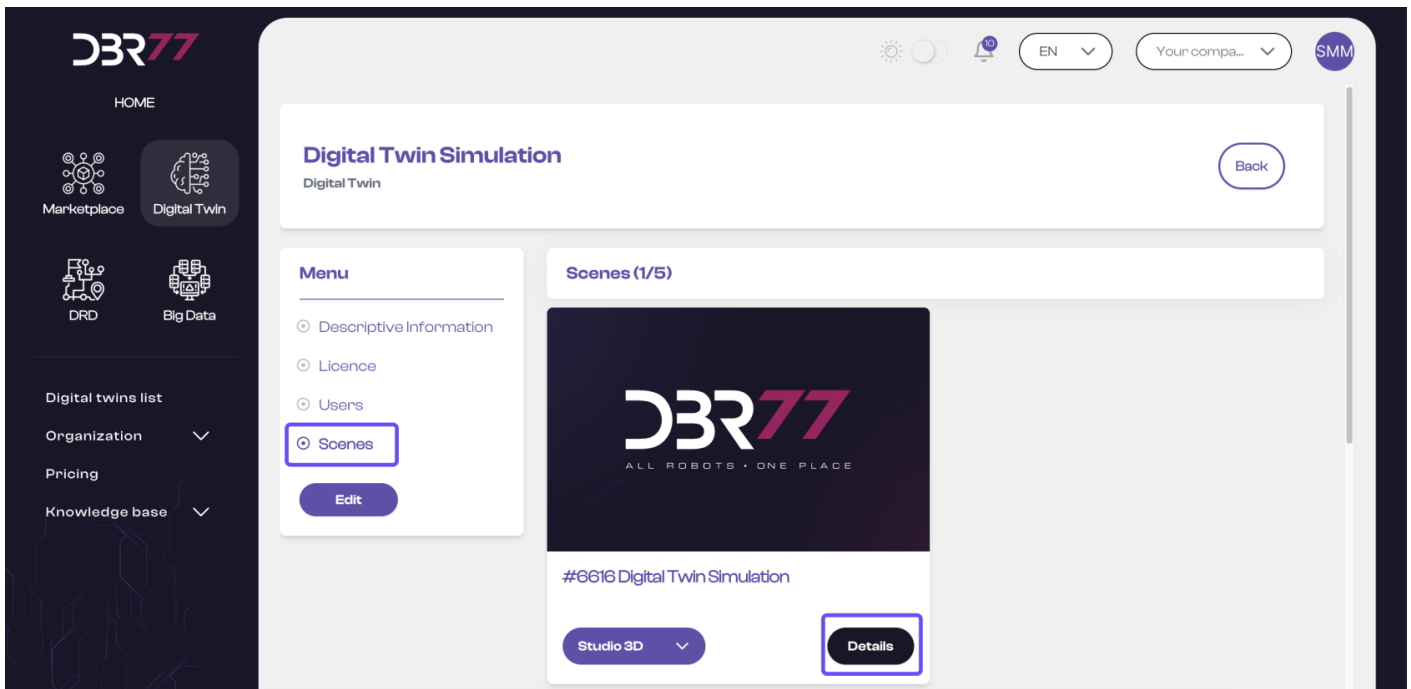 DBR77
HOME
Marketplace
Digital Twin
DRD
Big Data
Digital twins list
Organization
Pricing
Knowledge base
10
EN
Your compa...
SMM
Digital Twin Simulation
Digital Twin
Back
Menu
Descriptive Information
Licence
Users
Scenes
Edit
Scenes (1/5)
DBR77
ALL ROBOTS • ONE PLACE
#6616 Digital Twin Simulation
Studio 3D
Details